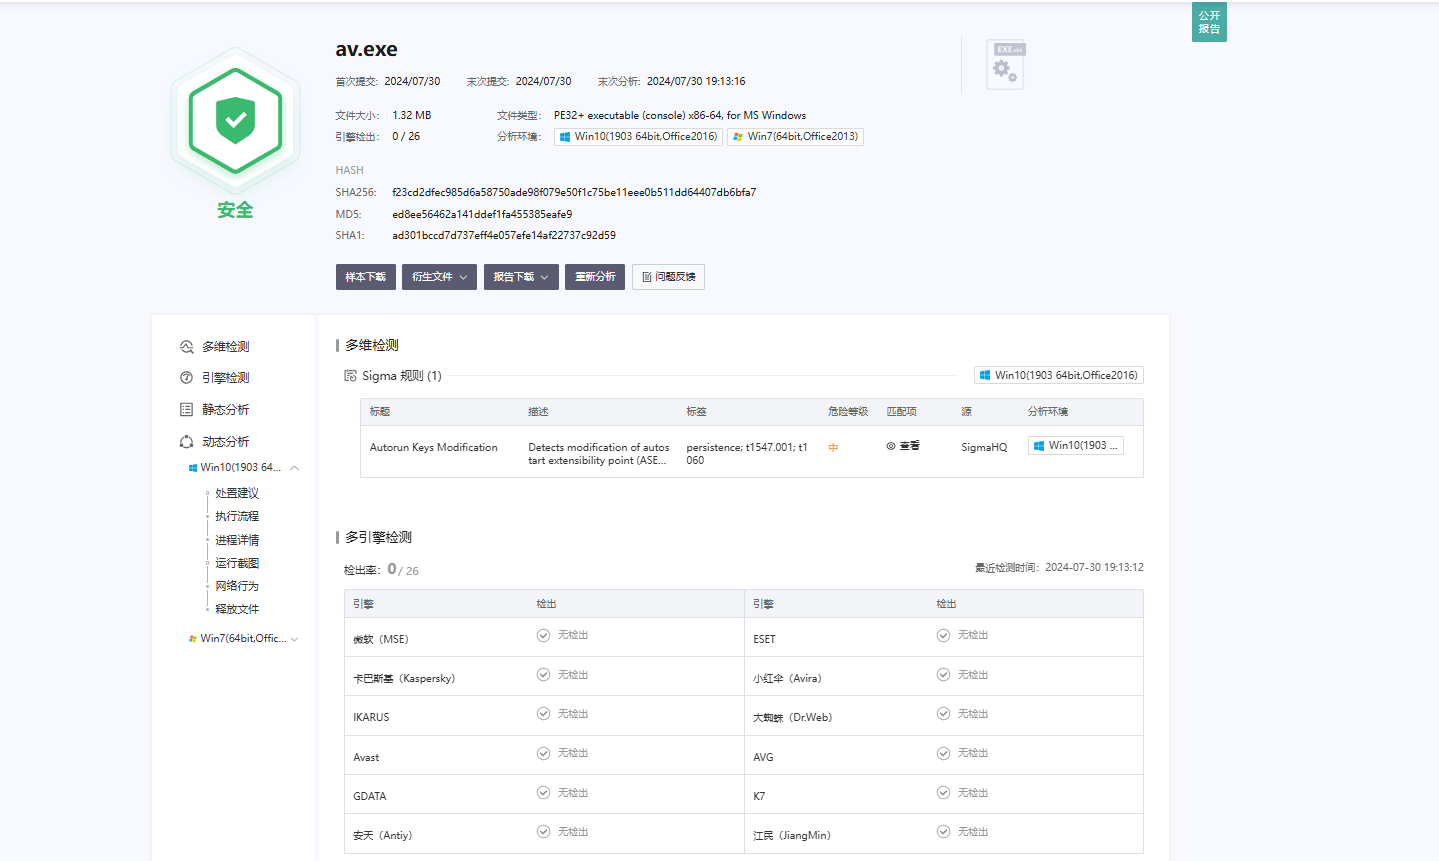 公开
报告
av.exe
EXE x64
首次提交: 2024/07/30 末次提交: 2024/07/30 末次分析: 2024/07/30 19:13:16
文件大小: 1.32 MB 文件类型: PE32+ executable (console) x86-64, for MS Windows
引擎检出: 0 / 26 分析环境: Win10(1903 64bit,Office2016) Win7(64bit,Office2013)
HASH
SHA256: f23cd2dfec985d6a58750ade98f079e50f1c75be11eee0b511dd64407db6bfa7
MD5: ed8ee56462a141ddef1fa455385eafe9
SHA1: ad301bccd7d737eff4e057efe14af22737c92d59
安全
样本下载 衍生文件 报告下载 重新分析 问题反馈
多维检测
引擎检测
静态分析
动态分析
Win10(1903 64...
处置建议
执行流程
进程详情
运行截图
网络行为
释放文件
Win7(64bit,Offic...
多维检测
Sigma 规则 (1) Win10(1903 64bit,Office2016)
标题 描述 标签 危险等级 匹配项 源 分析环境
Autorun Keys Modification Detects modification of autos persistence; t1547.001; t1 中 查看 SigmaHQ Win10(1903 ...
tart extensibility point (ASE... 060
多引擎检测
检出率: 0 / 26 最近检测时间: 2024-07-30 19:13:12
引擎 检出 引擎 检出
微软（MSE） 无检出 ESET 无检出
卡巴斯基（Kaspersky） 无检出 小红伞（Avira） 无检出
IKARUS 无检出 大蜘蛛（Dr.Web） 无检出
Avast 无检出 AVG 无检出
GDATA 无检出 K7 无检出
安天（Antiy） 无检出 江民（JiangMin） 无检出